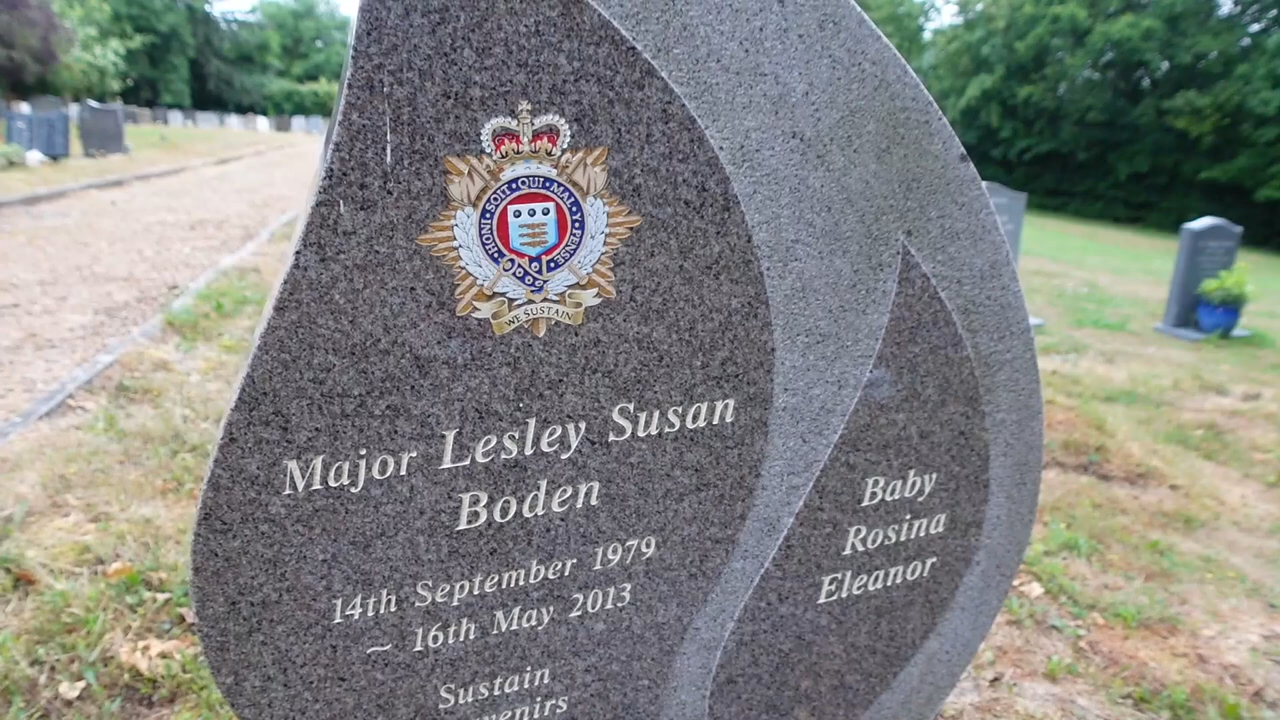 HONI·SOIT·QUI·MAL·Y·PENSE
WE SUSTAIN
Major Lesley Susan
Boden
14th September 1979
~ 16th May 2013
Sustain
Baby
Rosina
Eleanor